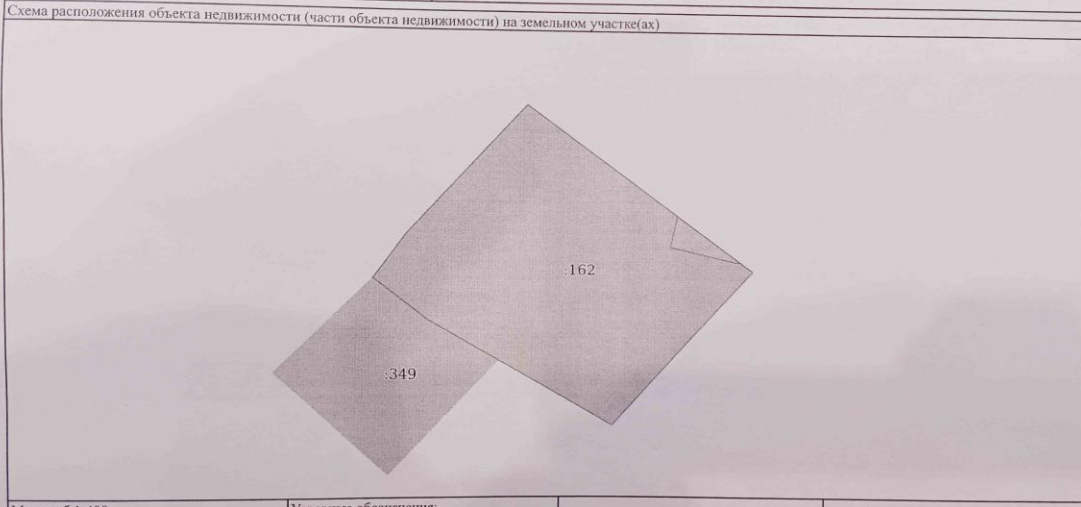 Схема расположения объекта недвижимости (части объекта недвижимости) на земельном участке(ах)
:162
:349